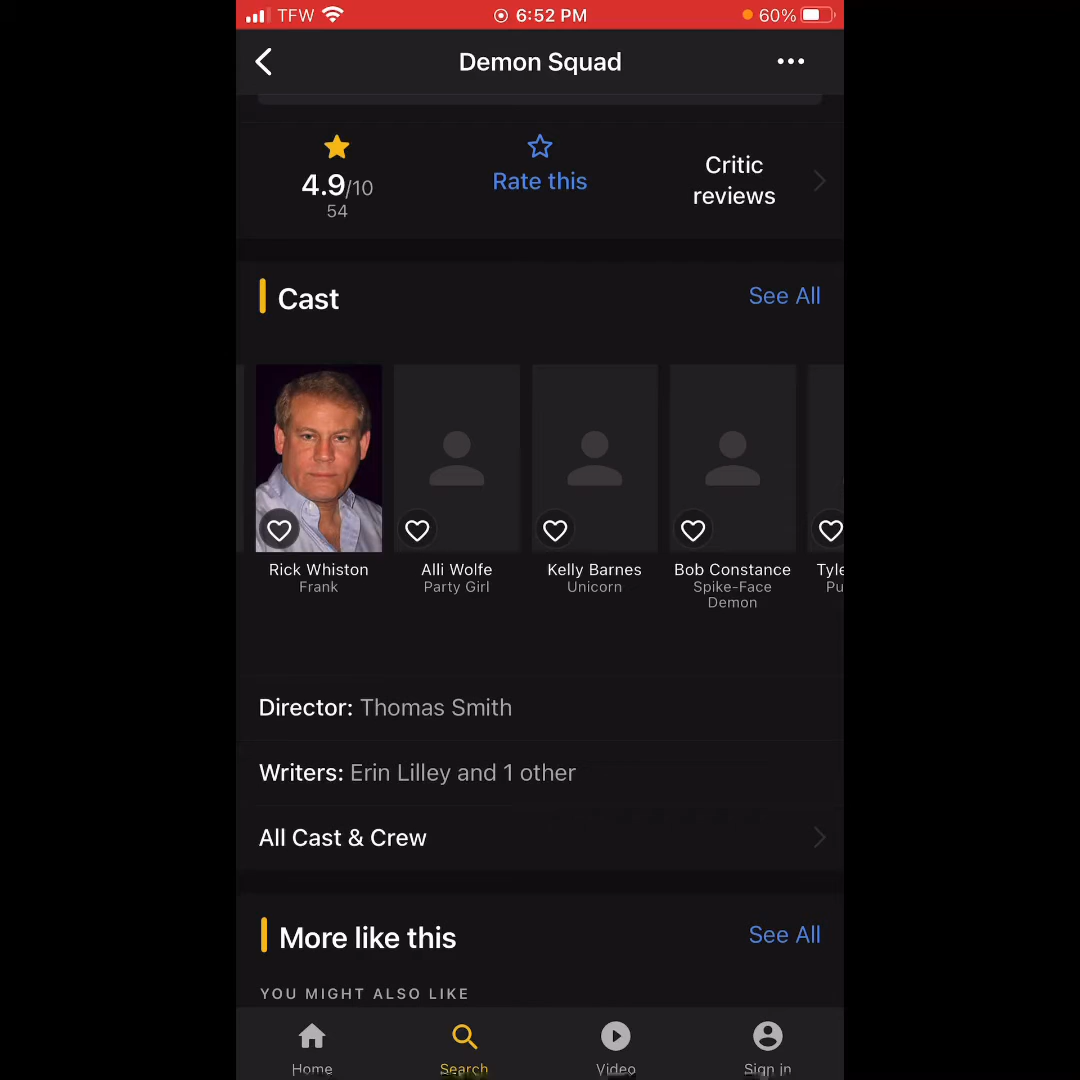 TFW 6:52 PM 60%
Demon Squad
4.9/10
54
Rate this
Critic
reviews
Cast
See All
Rick Whiston
Frank
Alli Wolfe
Party Girl
Kelly Barnes
Unicorn
Bob Constance
Spike-Face
Demon
Tyle
Pu
Director: Thomas Smith
Writers: Erin Lilley and 1 other
All Cast & Crew
More like this
See All
YOU MIGHT ALSO LIKE
Home
Search
Video
Sign in